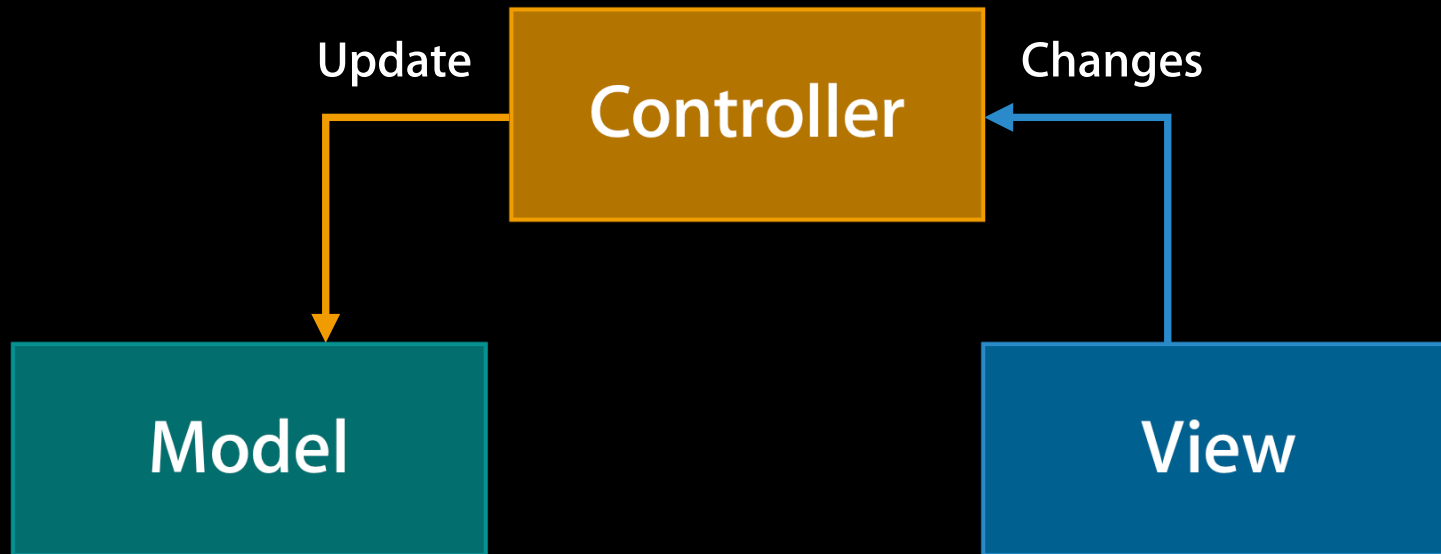 Update
Controller
Changes
Model
View